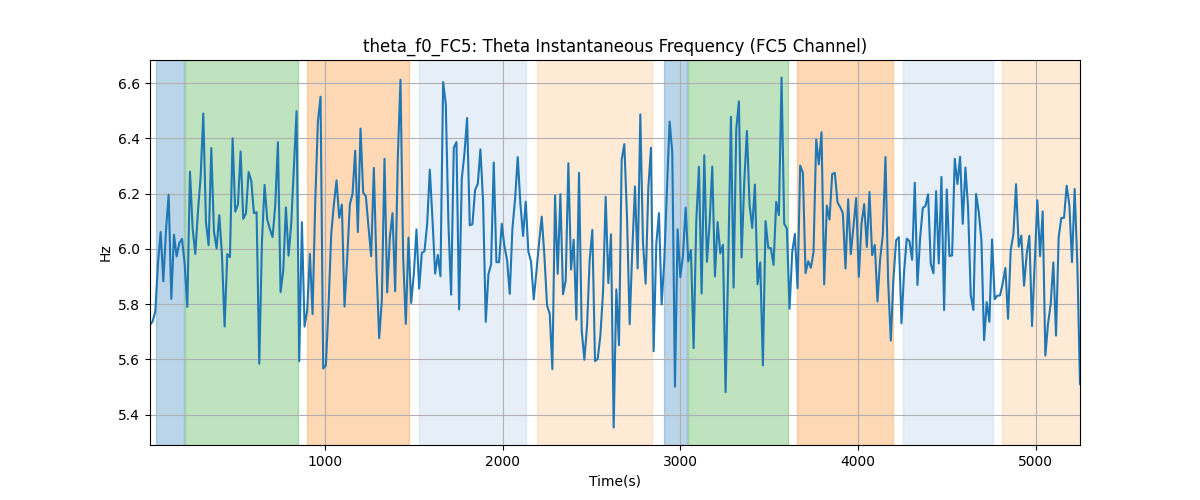 theta_f0_FC5: Theta Instantaneous Frequency (FC5 Channel)
6.6
6.4
6.2
6.0
5.8
5.6
5.4
Hz
1000 2000 3000 4000 5000
Time(s)